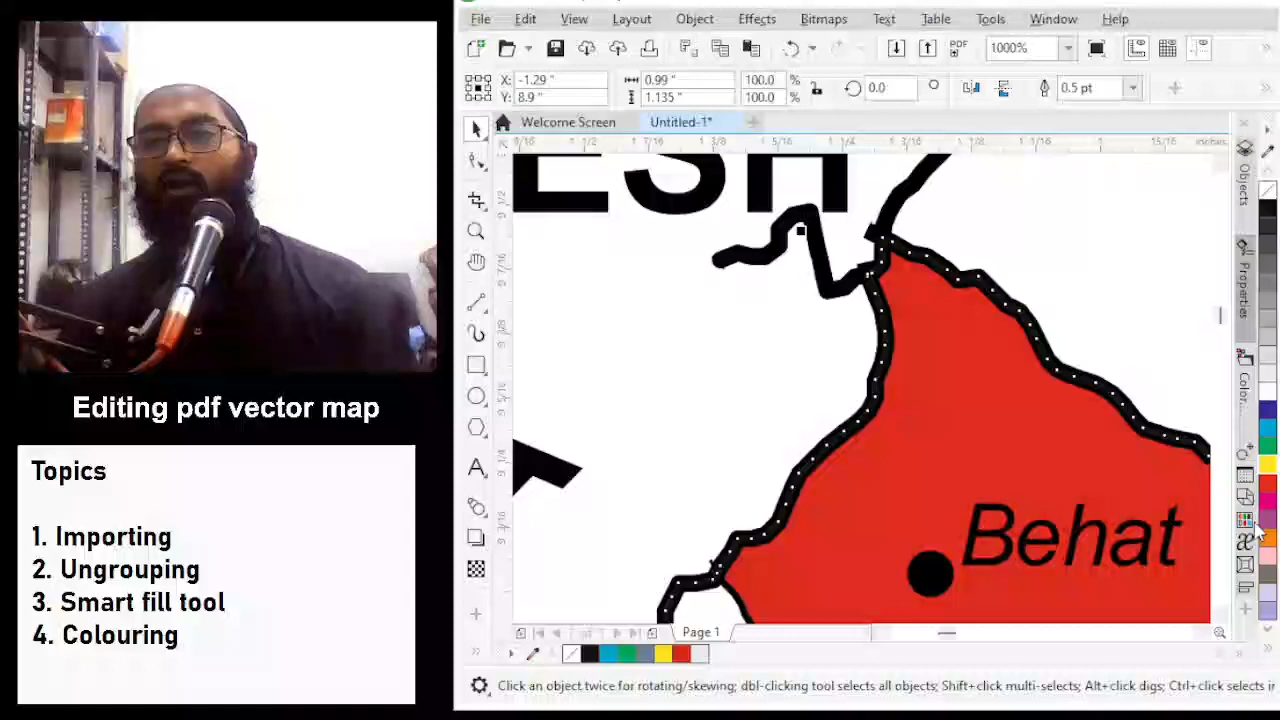 File Edit View Layout Object Effects Bitmaps Text Table Tools Window Help
PDF 1000%
X: -1.29 " 0.99 " 100.0 % 0.0 0.5 pt
Y: 8.9 " 1.135 " 100.0 %
Welcome Screen Untitled-1*
inches
ESH
Objects
Properties
Color...
Behat
Page 1
Click an object twice for rotating/skewing; dbl-clicking tool selects all objects; Shift+click multi-selects; Alt+click digs; Ctrl+click selects in
Editing pdf vector map
Topics
1. Importing
2. Ungrouping
3. Smart fill tool
4. Colouring